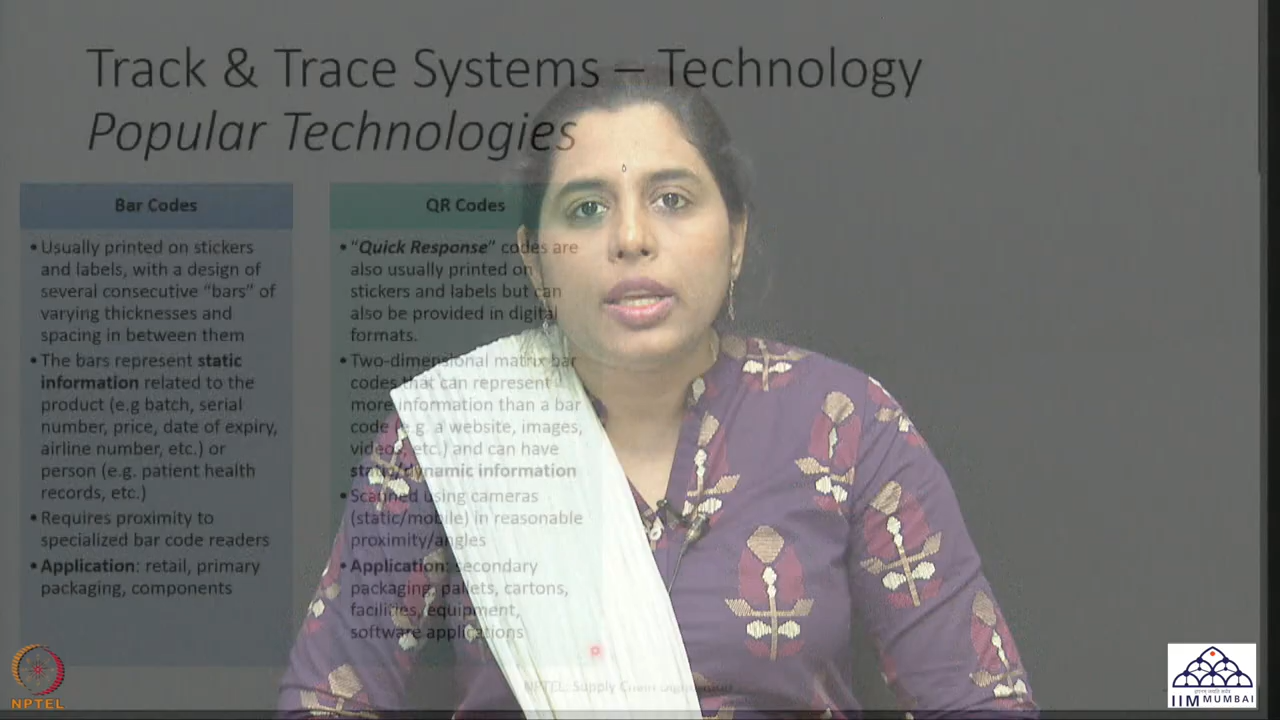 Track & Trace Systems – Technology
Popular Technologies
Bar Codes
• Usually printed on stickers
and labels, with a design of
several consecutive “bars” of
varying thicknesses and
spacing in between them
• The bars represent static
information related to the
product (e.g batch, serial
number, price, date of expiry,
airline number, etc.) or
person (e.g. patient health
records, etc.)
• Requires proximity to
specialized bar code readers
• Application: retail, primary
packaging, components
QR Codes
• “Quick Response” codes are
also usually printed on
stickers and labels but can
also be provided in digital
formats.
• Two-dimensional matrix bar
codes that can represent
more information than a bar
code (e.g. a website, images,
videos, etc.) and can have
static/dynamic information
• Scanned using cameras
(static/mobile) in reasonable
proximity/angles
• Application: secondary
packaging, pallets, cartons,
facilities, equipment,
software applications
NPTEL: Supply Chain Digitization
NPTEL
IIM MUMBAI